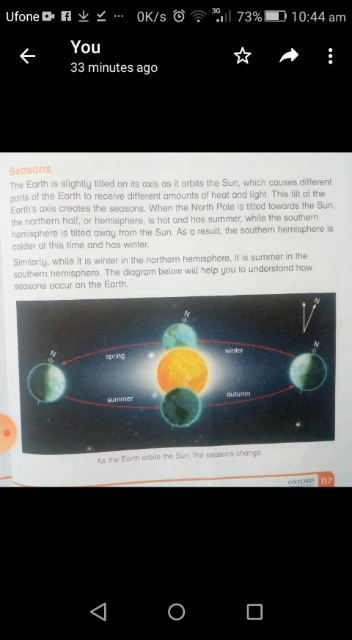 Ufone ... 0K/s 3G 73% 10:44 am
You
33 minutes ago
Seasons
The Earth is slightly tilted on its axis as it orbits the Sun, which causes different
parts of the Earth to receive different amounts of heat and light. This tilt of the
Earth's axis creates the seasons. When the North Pole is tilted towards the Sun,
the northern half, or hemisphere, is hot and has summer, while the southern
hemisphere is tilted away from the Sun. As a result, the southern hemisphere is
colder at this time and has winter.
Similarly, while it is winter in the northern hemisphere, it is summer in the
southern hemisphere. The diagram below will help you to understand how
seasons occur on the Earth.
N
N
N
N
spring
winter
summer
autumn
As the Earth orbits the Sun, the seasons change.
OXFORD 117